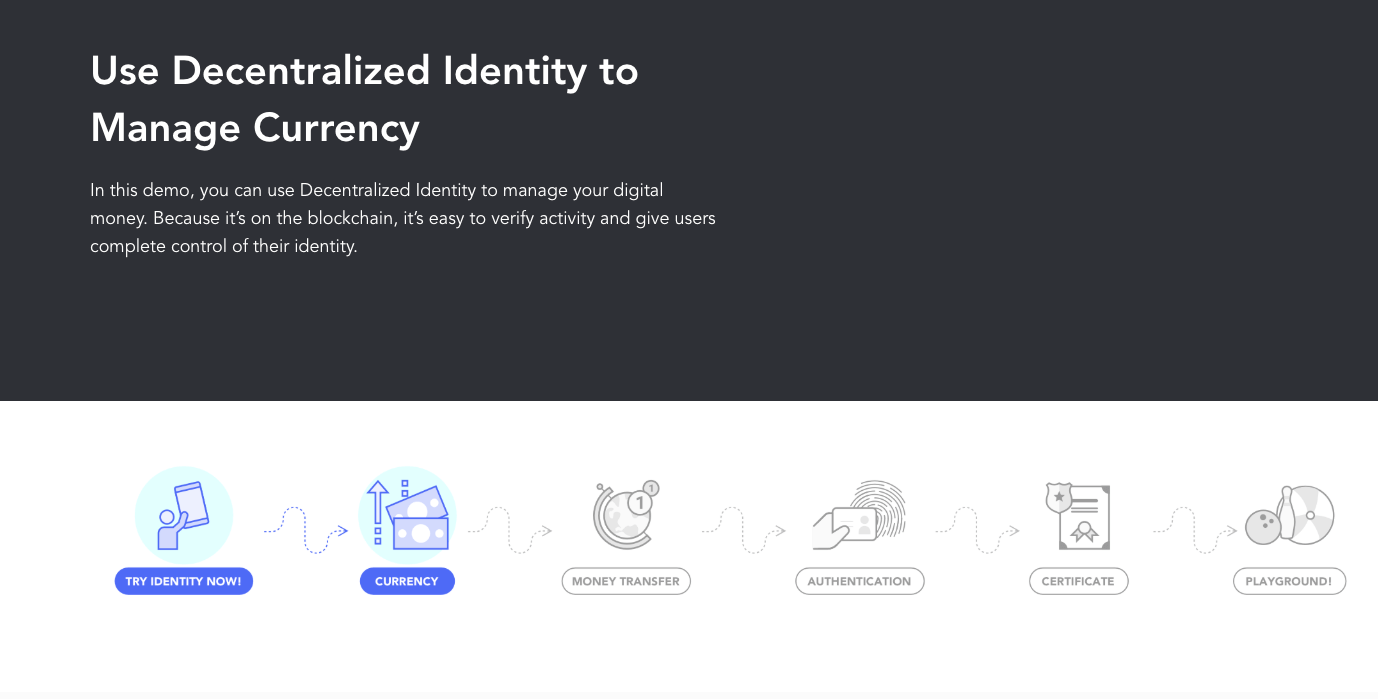 Use Decentralized Identity to
Manage Currency
In this demo, you can use Decentralized Identity to manage your digital
money. Because it’s on the blockchain, it’s easy to verify activity and give users
complete control of their identity.
1
1
TRY IDENTITY NOW!
CURRENCY
MONEY TRANSFER
AUTHENTICATION
CERTIFICATE
PLAYGROUND!